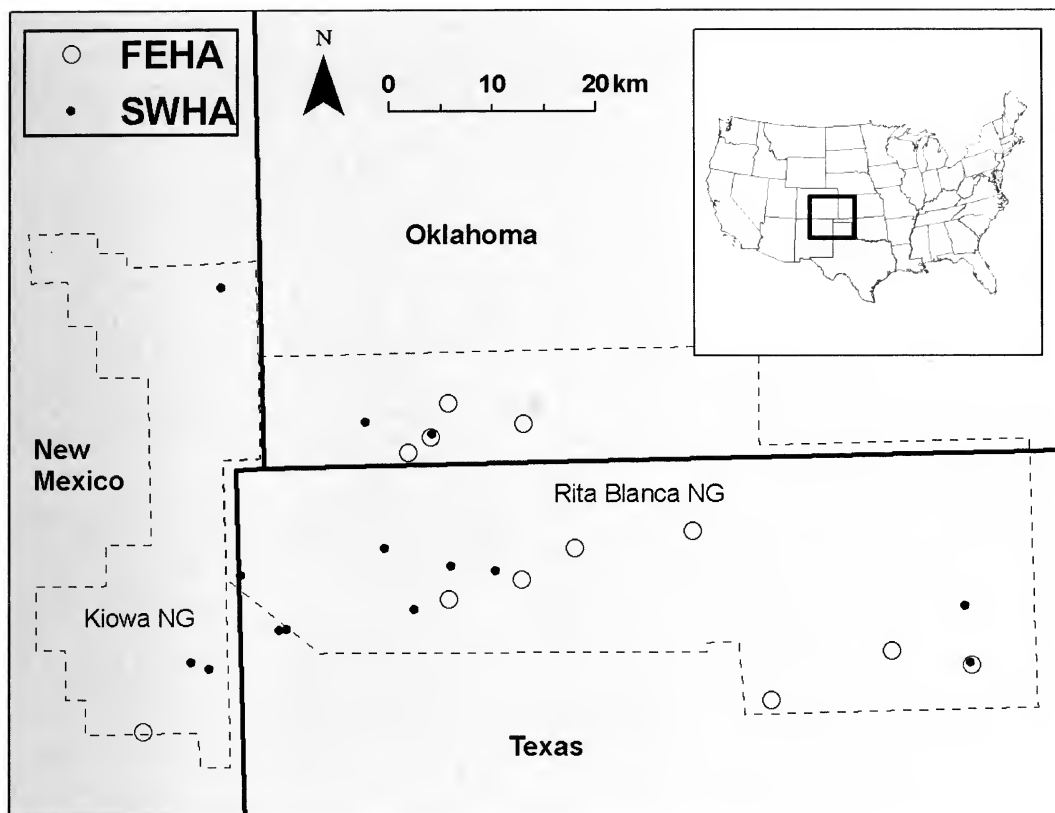 FEHA
SWHA
N
0 10 20 km
Oklahoma
New
Mexico
Rita Blanca NG
Kiowa NG
Texas